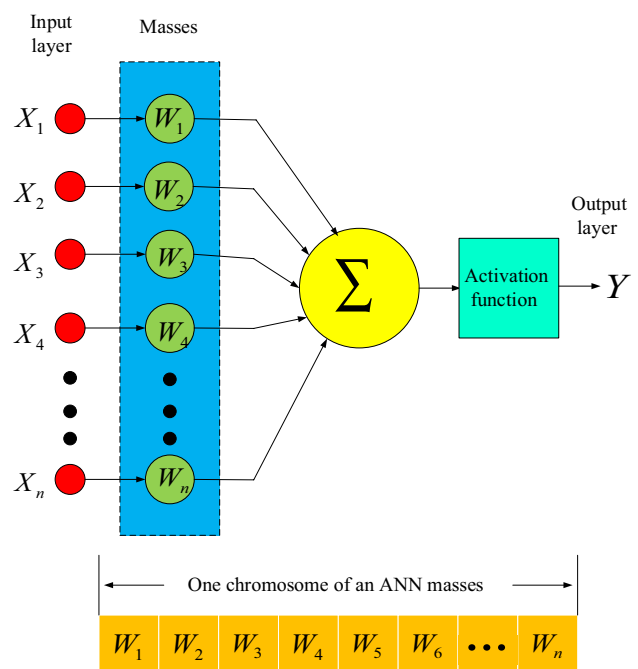 Input layer
Masses
X1
W1
X2
W2
X3
W3
X4
W4
Xn
Wn
Σ
Activation function
Output layer
Y
One chromosome of an ANN masses
W1 W2 W3 W4 W5 W6 ••• Wn